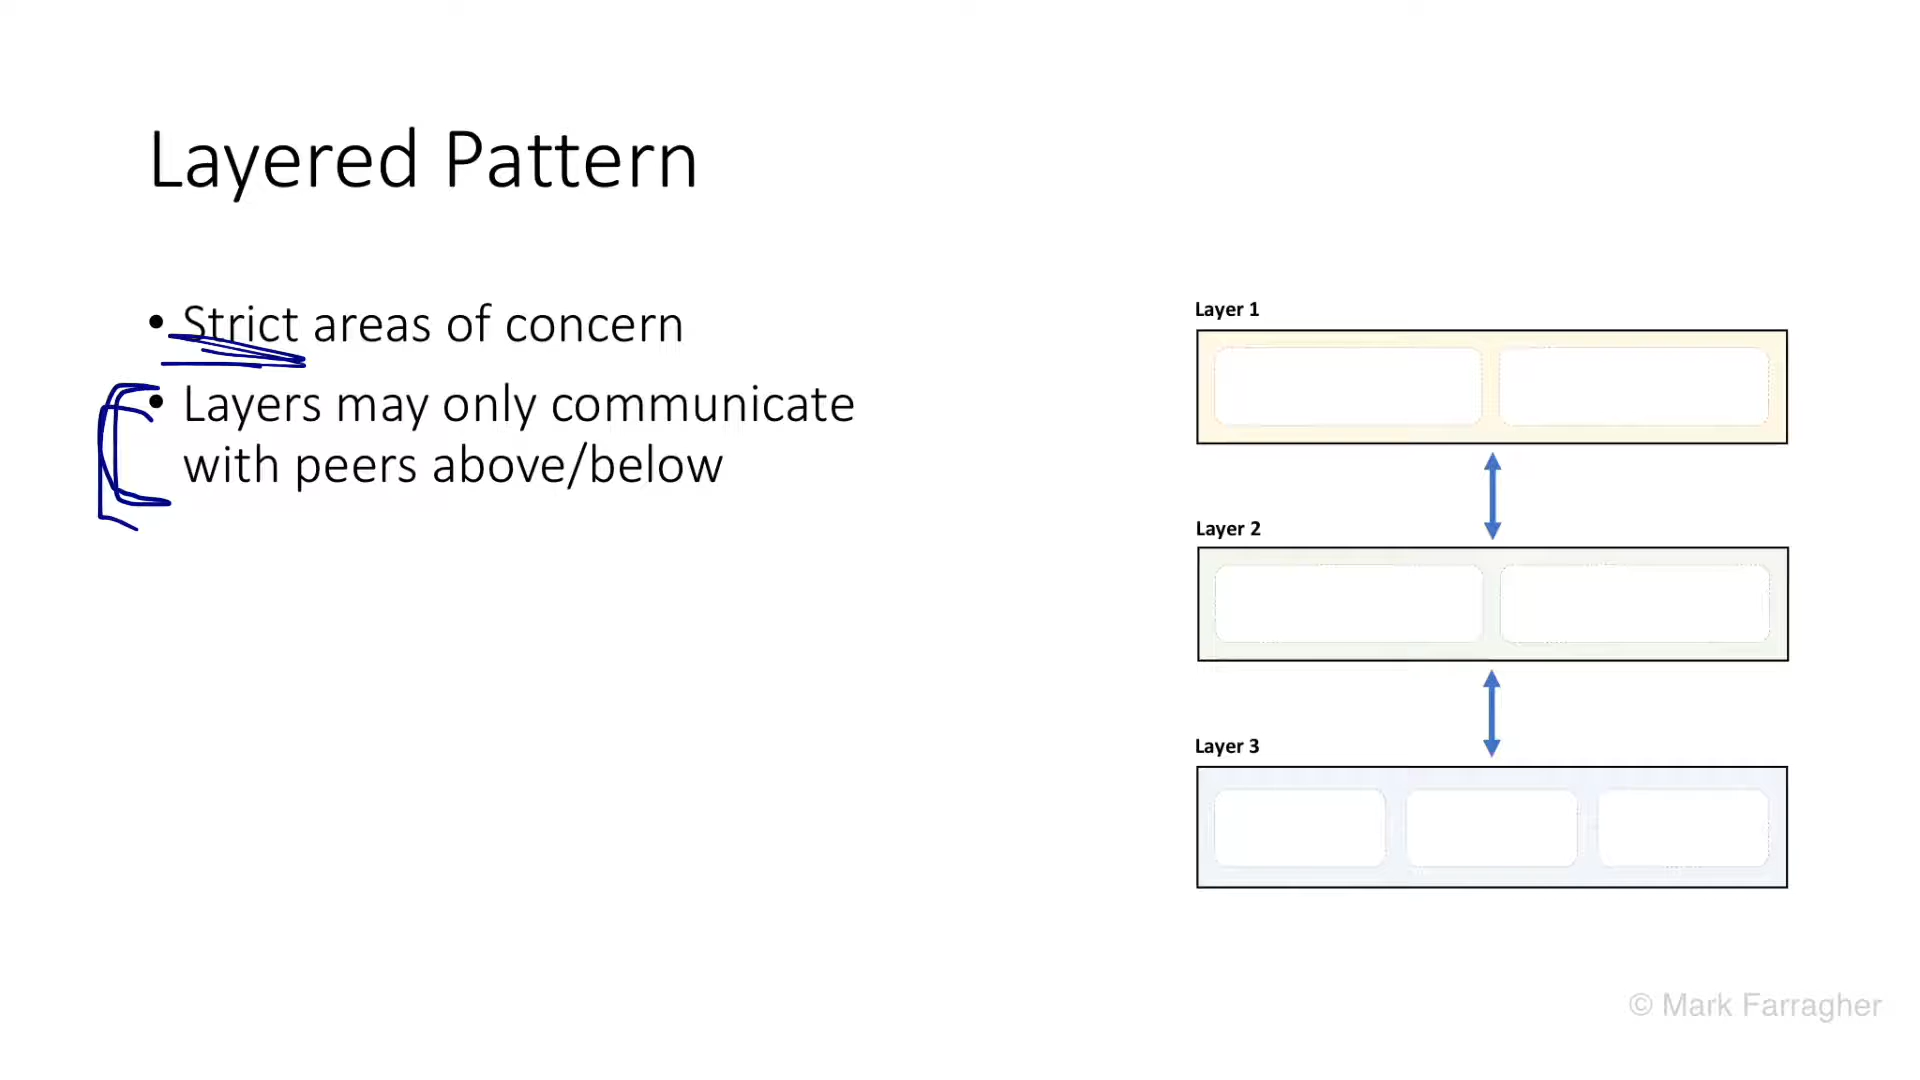 Layered Pattern
• Strict areas of concern
• Layers may only communicate
with peers above/below
Layer 1
Layer 2
Layer 3
© Mark Farragher